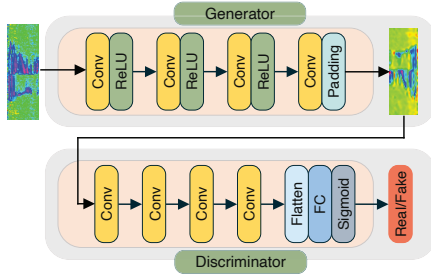 Generator
Conv
ReLU
Conv
ReLU
Conv
ReLU
Conv
Padding
Conv
Conv
Conv
Conv
Flatten
FC
Sigmoid
Real/Fake
Discriminator